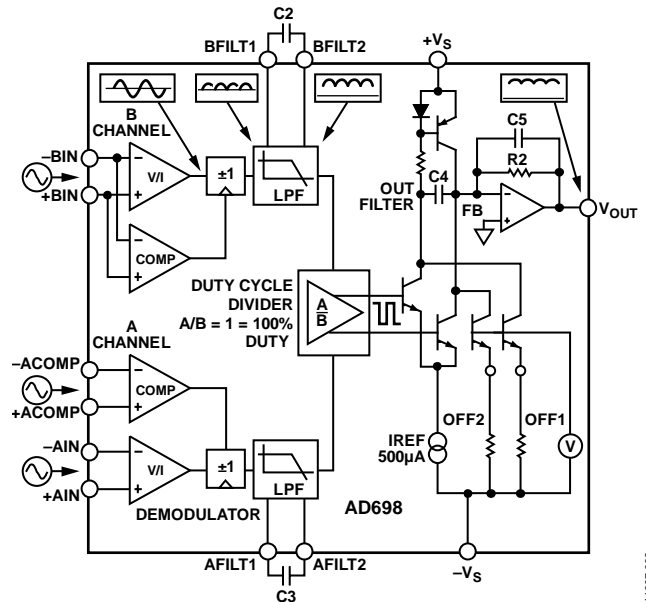 C2
BFILT1
BFILT2
+VS
B
CHANNEL
–BIN
+BIN
V/I
±1
LPF
COMP
OUT
FILTER
C4
C5
R2
FB
VOUT
DUTY CYCLE
DIVIDER
A/B = 1 = 100%
DUTY
A
B
A
CHANNEL
–ACOMP
+ACOMP
COMP
–AIN
+AIN
V/I
±1
LPF
DEMODULATOR
IREF
500µA
OFF2
OFF1
V
AD698
AFILT1
AFILT2
C3
–VS